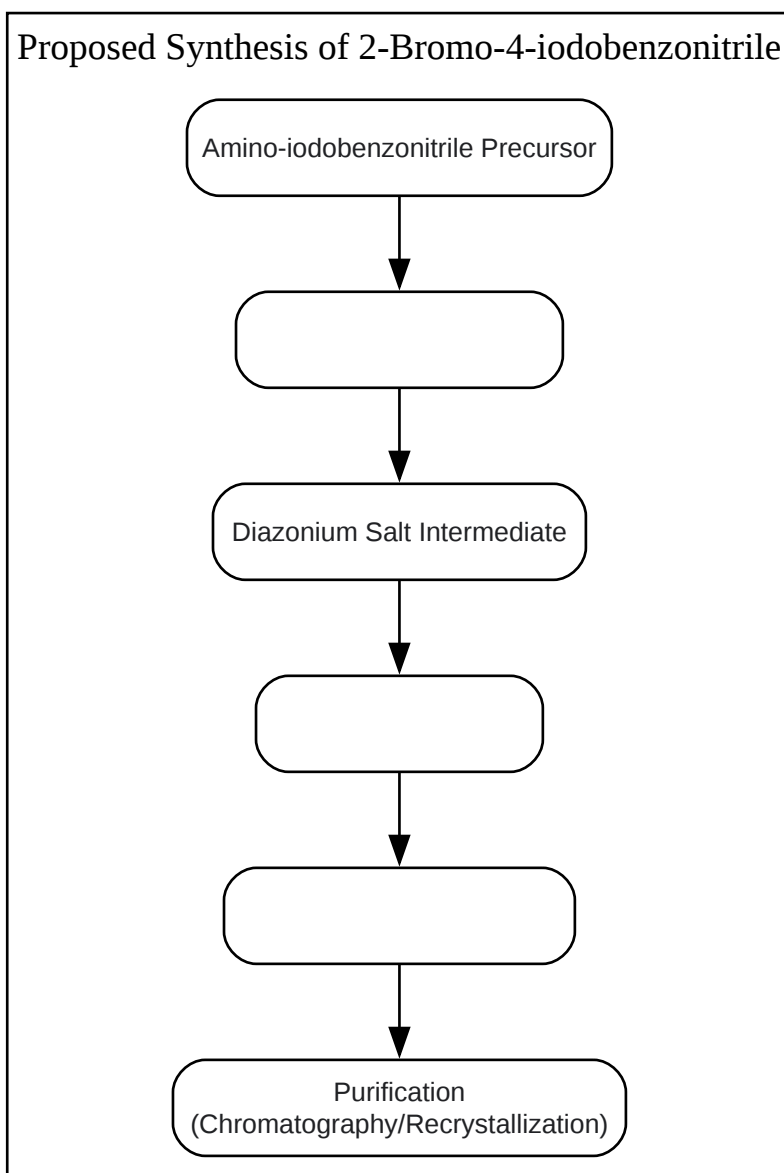 Proposed Synthesis of 2-Bromo-4-iodobenzonitrile
Amino-iodobenzonitrile Precursor
Diazonium Salt Intermediate
Purification
(Chromatography/Recrystallization)